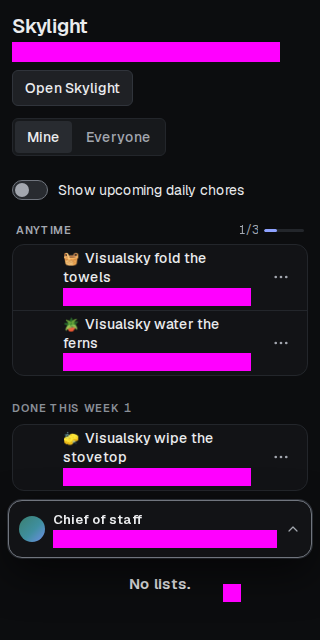 Skylight
Open Skylight
Mine Everyone
Show upcoming daily chores
ANYTIME 1/3
🧺 Visualsky fold the
towels
🪴 Visualsky water the
ferns
DONE THIS WEEK 1
🧽 Visualsky wipe the
stovetop
Chief of staff
No lists.